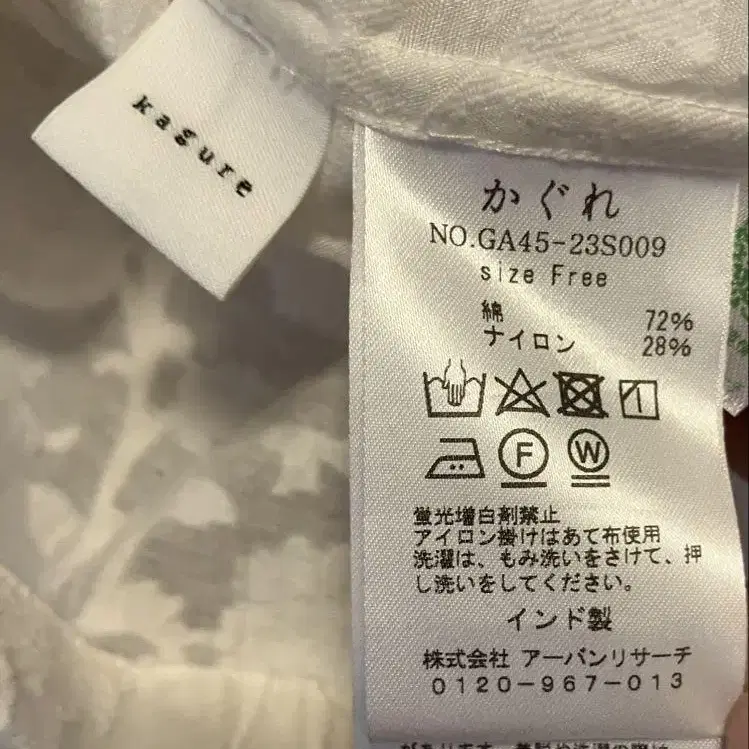 kagure
かぐれ
NO.GA45-23S009
size Free
綿 72%
ナイロン 28%
F W
蛍光増白剤禁止
アイロン掛けはあて布使用
洗濯は、もみ洗いをさけて、押
し洗いをしてください。
インド製
株式会社 アーバンリサーチ
0120-967-013